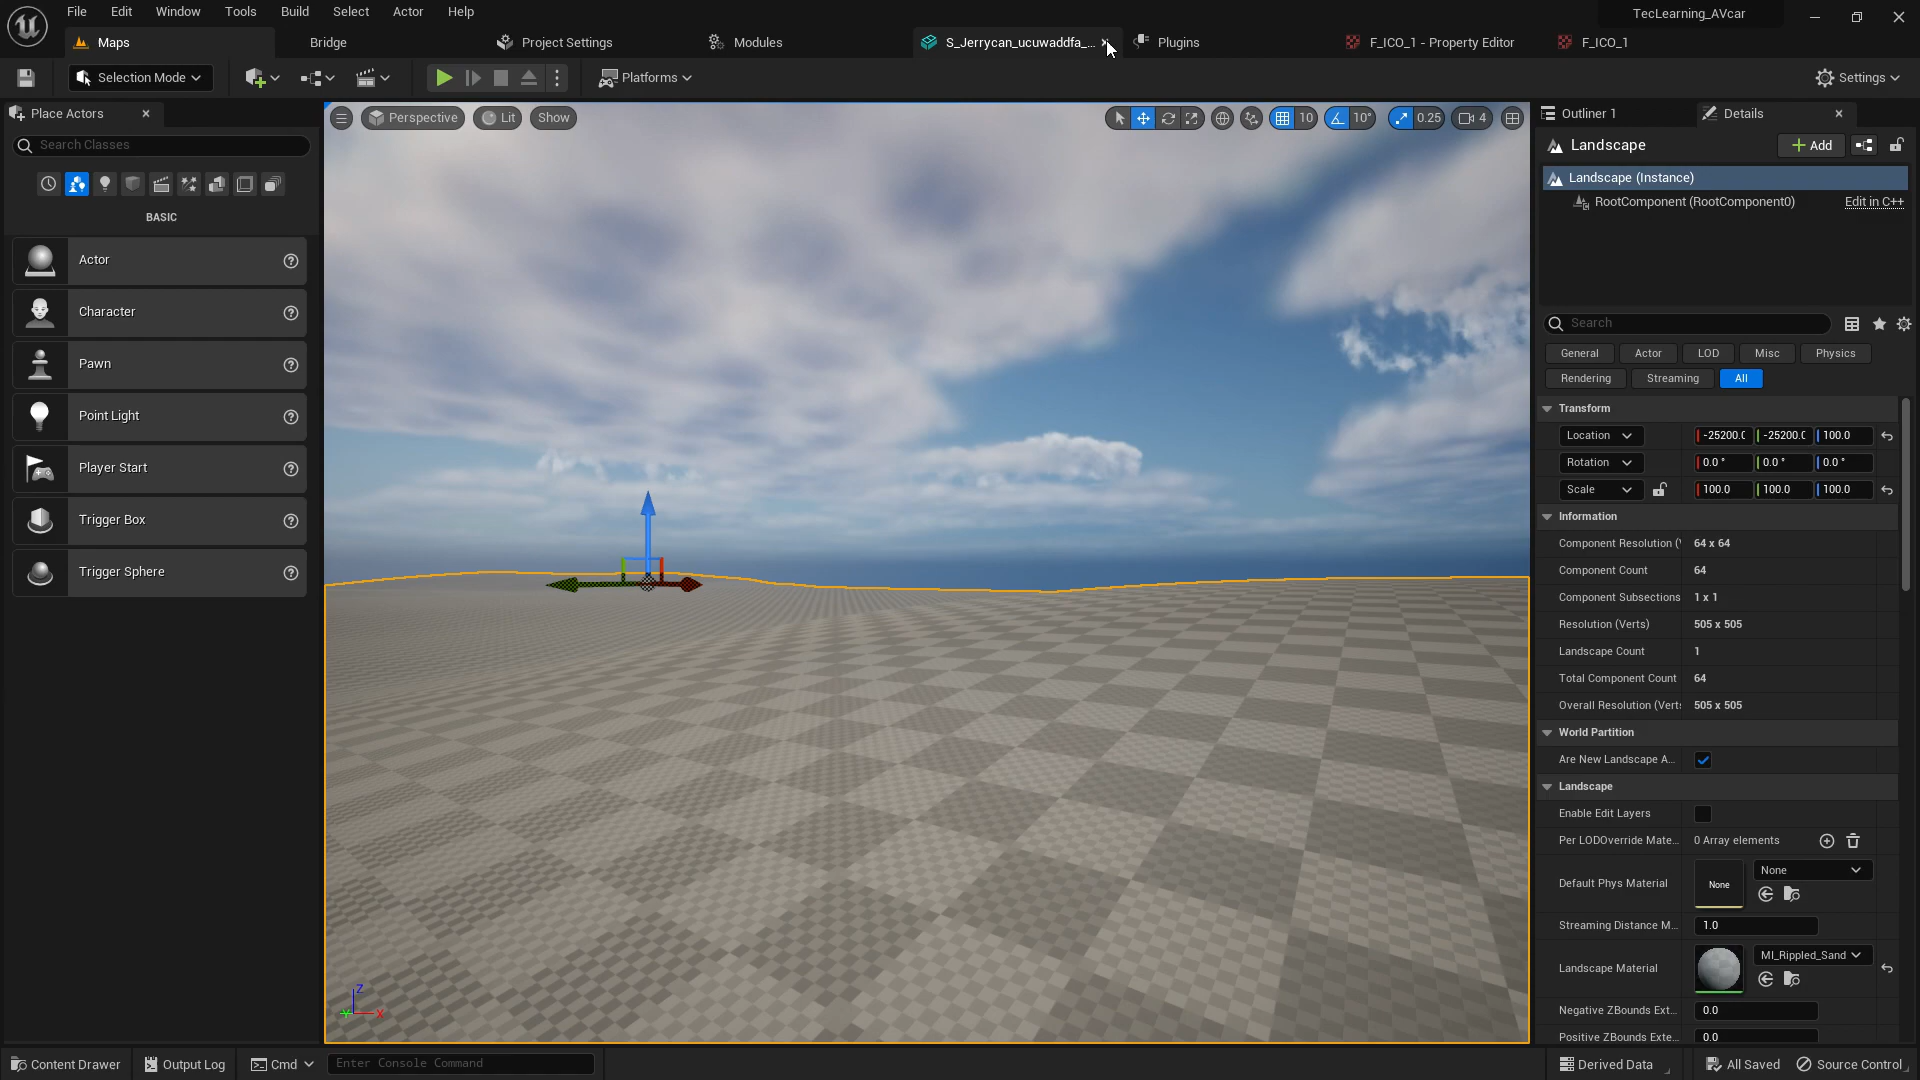 File Edit Window Tools Build Select Actor Help
TecLearning_AVcar
Maps
Bridge
Project Settings
Modules
S_Jerrycan_ucuwaddfa_...
Plugins
F_ICO_1 - Property Editor
F_ICO_1
Selection Mode
Platforms
Settings
Place Actors
Search Classes
BASIC
Actor
Character
Pawn
Point Light
Player Start
Trigger Box
Trigger Sphere
Perspective
Lit
Show
10
10°
0.25
4
Z
Y
X
Outliner 1
Details
Landscape
Add
Landscape (Instance)
RootComponent (RootComponent0)
Edit in C++
Search
General Actor LOD Misc Physics
Rendering Streaming All
Transform
Location -25200.0 -25200.0 100.0
Rotation 0.0 ° 0.0 ° 0.0 °
Scale 100.0 100.0 100.0
Information
Component Resolution (V 64 x 64
Component Count 64
Component Subsections 1 x 1
Resolution (Verts) 505 x 505
Landscape Count 1
Total Component Count 64
Overall Resolution (Verts 505 x 505
World Partition
Are New Landscape A...
Landscape
Enable Edit Layers
Per LODOverride Mate... 0 Array elements
Default Phys Material None None
Streaming Distance M... 1.0
Landscape Material MI_Rippled_Sand
Negative ZBounds Ext... 0.0
Positive ZBounds Exte... 0.0
Content Drawer
Output Log
Cmd
Enter Console Command
Derived Data
All Saved
Source Control